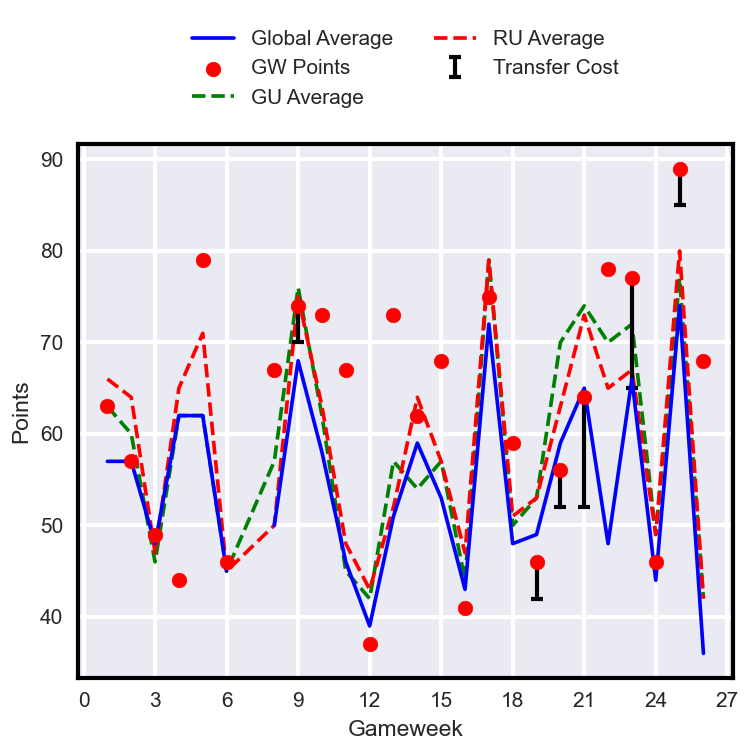 Global Average
GW Points
GU Average
RU Average
Transfer Cost
90
80
70
60
50
40
Points
0 3 6 9 12 15 18 21 24 27
Gameweek